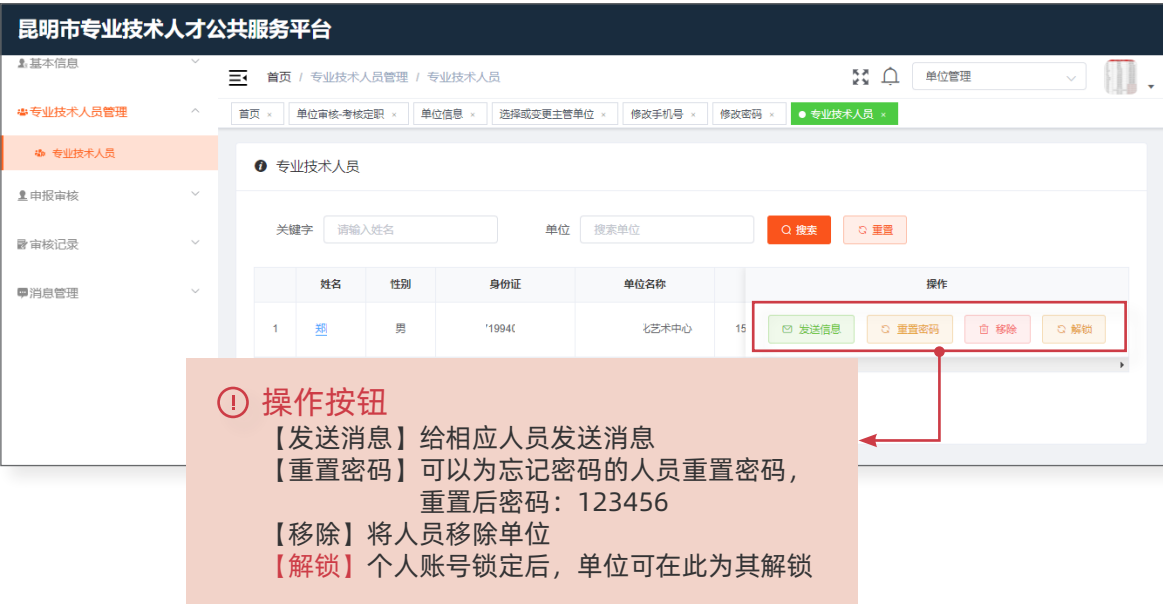 昆明市专业技术人才公共服务平台
基本信息
首页 / 专业技术人员管理 / 专业技术人员
单位管理
专业技术人员管理
首页 × 单位审核-考核定职 × 单位信息 × 选择或变更主管单位 × 修改手机号 × 修改密码 × 专业技术人员 ×
专业技术人员
专业技术人员
申报审核
关键字 请输入姓名 单位 搜索单位 搜索 重置
审核记录
姓名 性别 身份证 单位名称 操作
消息管理
1 郑 男 '1994 艺术中心 15 发送信息 重置密码 移除 解锁
操作按钮
【发送消息】给相应人员发送消息
【重置密码】可以为忘记密码的人员重置密码，
重置后密码：123456
【移除】将人员移除单位
【解锁】个人账号锁定后，单位可在此为其解锁